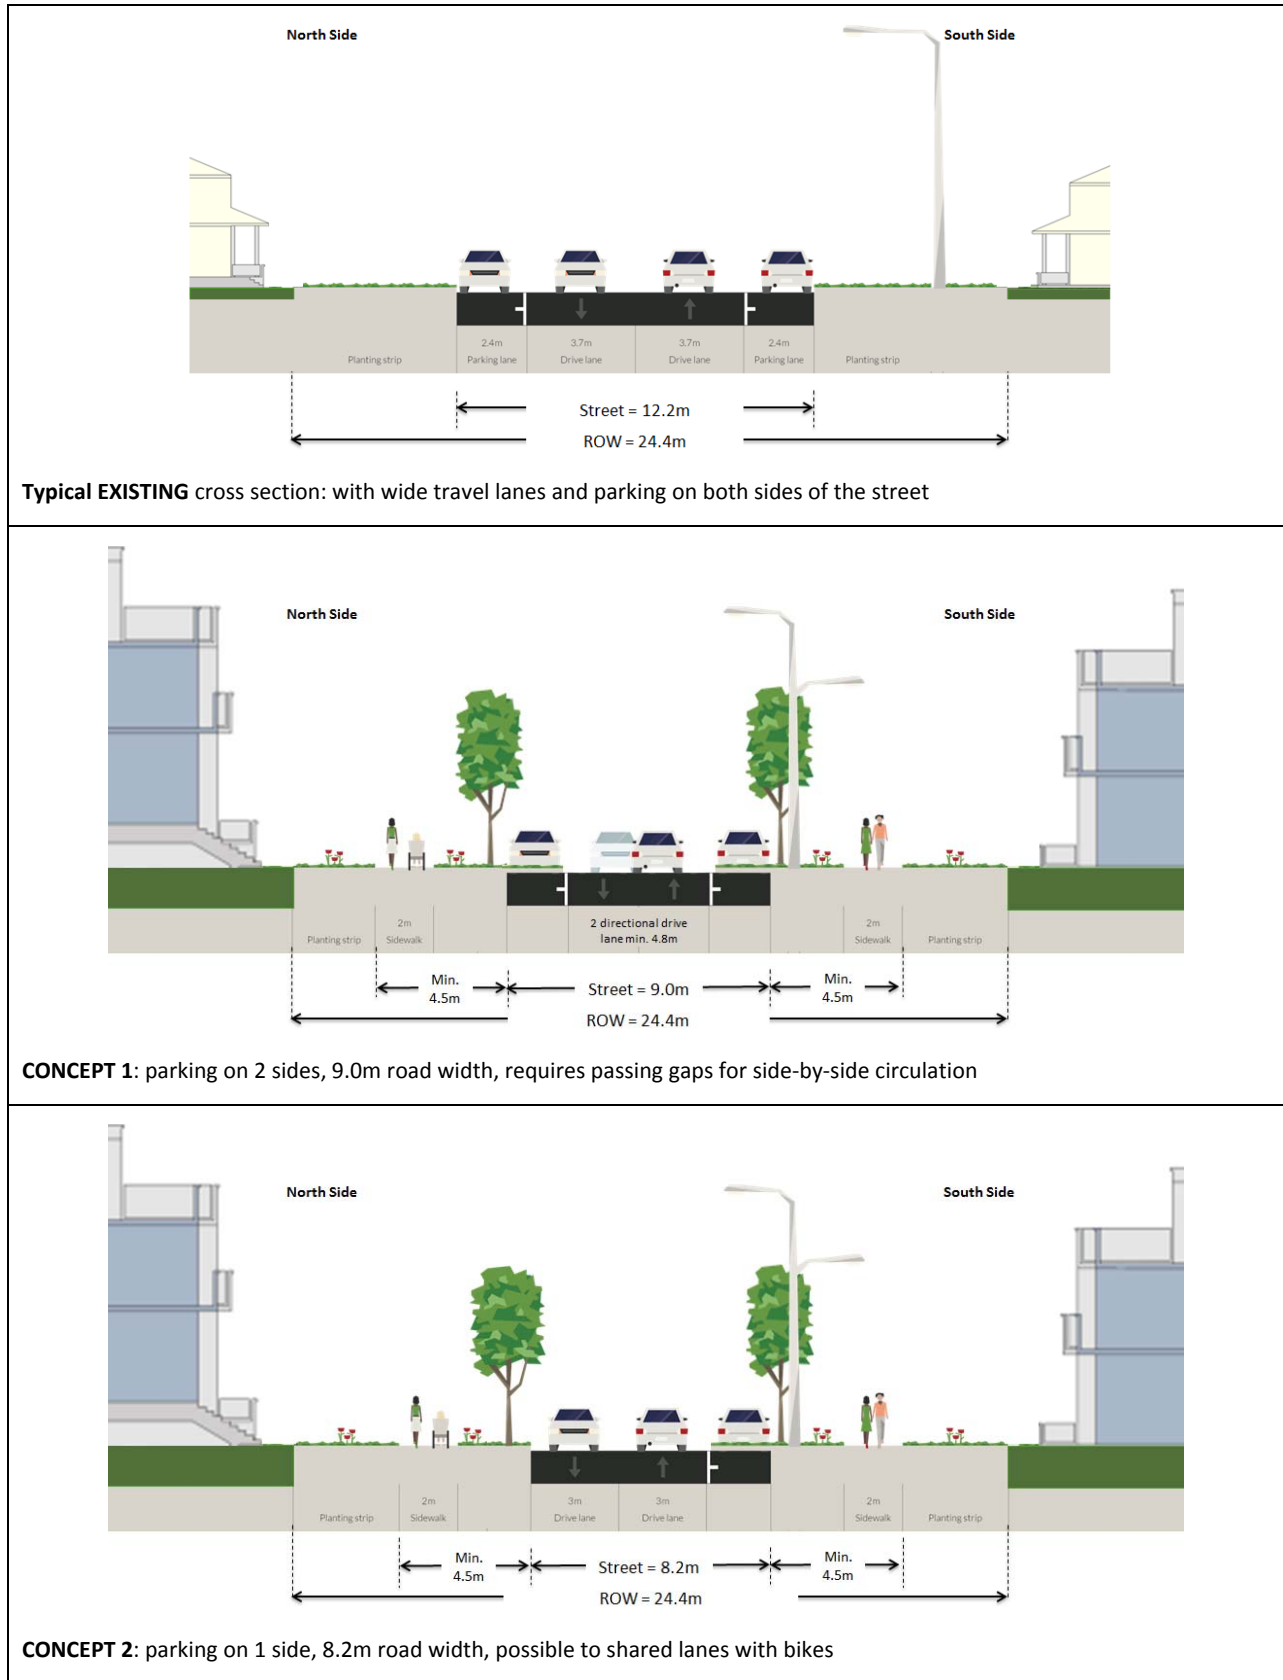 North Side South Side
2.4m 3.7m 3.7m 2.4m
Planting strip Parking lane Drive lane Drive lane Parking lane Planting strip
Street = 12.2m
ROW = 24.4m
Typical EXISTING cross section: with wide travel lanes and parking on both sides of the street
North Side South Side
2m 2 directional drive 2m
Planting strip Sidewalk lane min. 4.8m Sidewalk Planting strip
Min. Street = 9.0m Min.
4.5m 4.5m
ROW = 24.4m
CONCEPT 1: parking on 2 sides, 9.0m road width, requires passing gaps for side-by-side circulation
North Side South Side
2m 3m 3m 2m
Planting strip Sidewalk Drive lane Drive lane Sidewalk Planting strip
Min. Street = 8.2m Min.
4.5m 4.5m
ROW = 24.4m
CONCEPT 2: parking on 1 side, 8.2m road width, possible to shared lanes with bikes